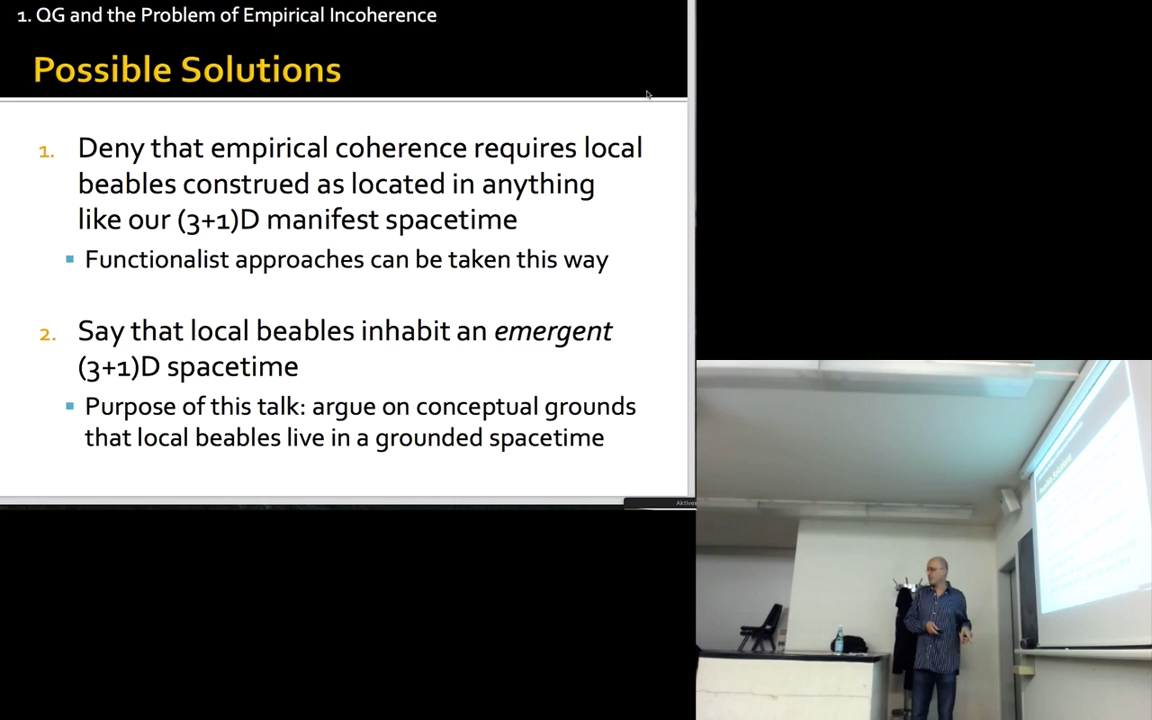 1. QG and the Problem of Empirical Incoherence
Possible Solutions
1. Deny that empirical coherence requires local
beables construed as located in anything
like our (3+1)D manifest spacetime
▪ Functionalist approaches can be taken this way
2. Say that local beables inhabit an emergent
(3+1)D spacetime
▪ Purpose of this talk: argue on conceptual grounds
that local beables live in a grounded spacetime